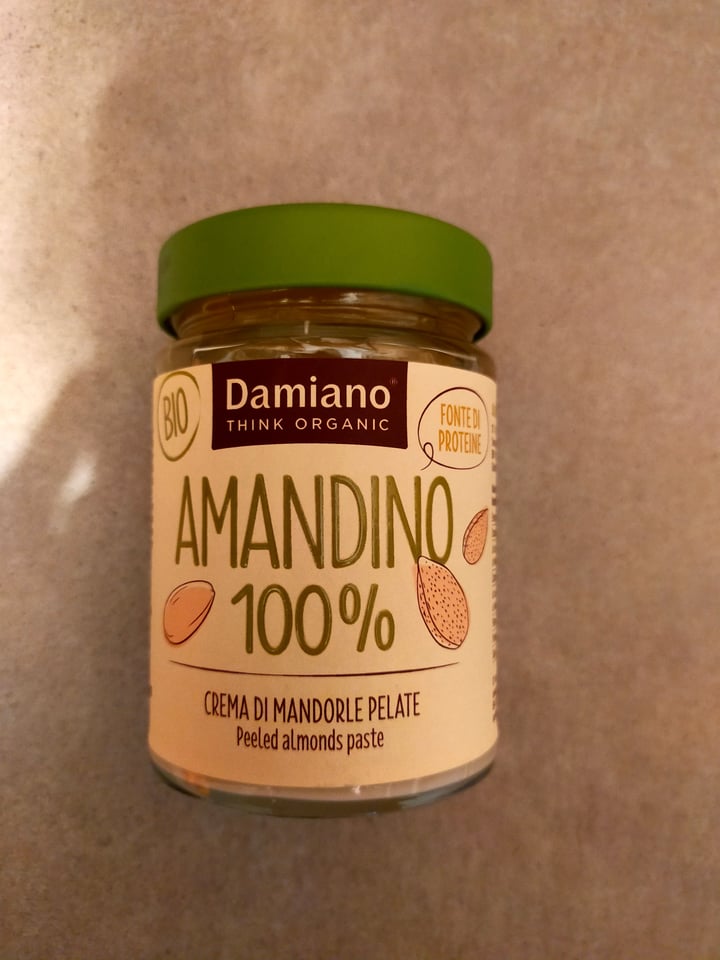 BIO
Damiano®
THINK ORGANIC
FONTE DI
PROTEINE
AMANDINO
100%
CREMA DI MANDORLE PELATE
Peeled almonds paste